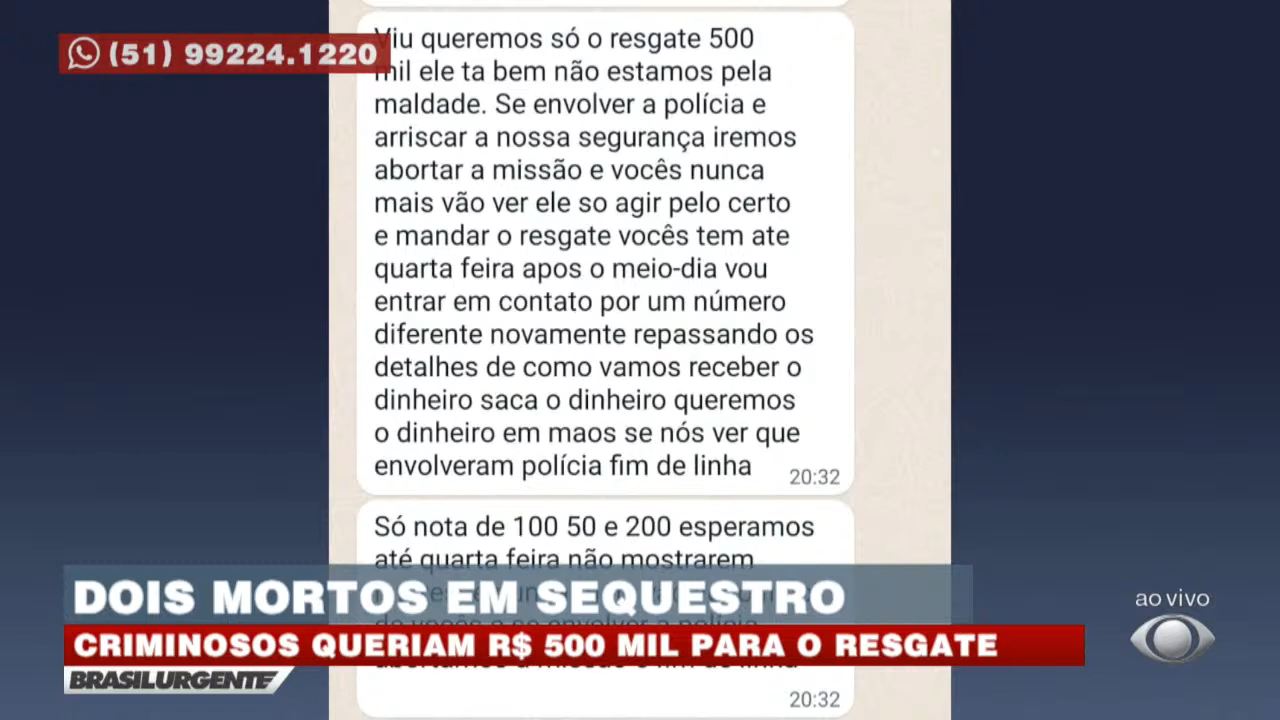 (51) 99224.1220
Viu queremos só o resgate 500
mil ele ta bem não estamos pela
maldade. Se envolver a polícia e
arriscar a nossa segurança iremos
abortar a missão e vocês nunca
mais vão ver ele so agir pelo certo
e mandar o resgate vocês tem ate
quarta feira apos o meio-dia vou
entrar em contato por um número
diferente novamente repassando os
detalhes de como vamos receber o
dinheiro saca o dinheiro queremos
o dinheiro em maos se nós ver que
envolveram polícia fim de linha
20:32
Só nota de 100 50 e 200 esperamos
até quarta feira não mostrarem
20:32
DOIS MORTOS EM SEQUESTRO
CRIMINOSOS QUERIAM R$ 500 MIL PARA O RESGATE
BRASILURGENTE
ao vivo